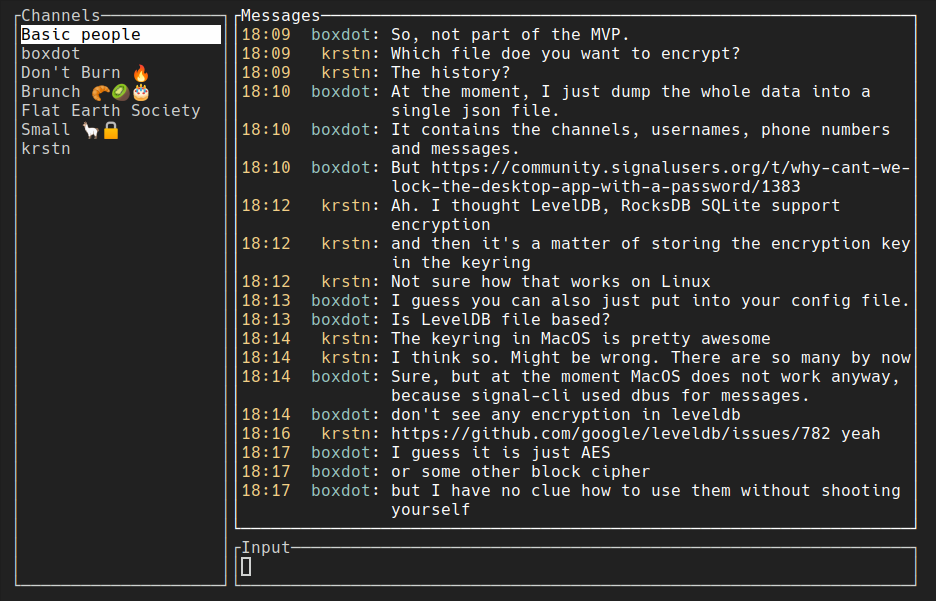 Channels
Basic people
boxdot
Don't Burn 🔥
Brunch 🥐🥝🎂
Flat Earth Society
Small 🦙🔒
krstn
Messages
18:09 boxdot: So, not part of the MVP.
18:09 krstn: Which file doe you want to encrypt?
18:09 krstn: The history?
18:10 boxdot: At the moment, I just dump the whole data into a
single json file.
18:10 boxdot: It contains the channels, usernames, phone numbers
and messages.
18:10 boxdot: But https://community.signalusers.org/t/why-cant-we-
lock-the-desktop-app-with-a-password/1383
18:12 krstn: Ah. I thought LevelDB, RocksDB SQLite support
encryption
18:12 krstn: and then it's a matter of storing the encryption key
in the keyring
18:12 krstn: Not sure how that works on Linux
18:13 boxdot: I guess you can also just put into your config file.
18:13 boxdot: Is LevelDB file based?
18:14 krstn: The keyring in MacOS is pretty awesome
18:14 krstn: I think so. Might be wrong. There are so many by now
18:14 boxdot: Sure, but at the moment MacOS does not work anyway,
because signal-cli used dbus for messages.
18:14 boxdot: don't see any encryption in leveldb
18:16 krstn: https://github.com/google/leveldb/issues/782 yeah
18:17 boxdot: I guess it is just AES
18:17 boxdot: or some other block cipher
18:17 boxdot: but I have no clue how to use them without shooting
yourself
Input